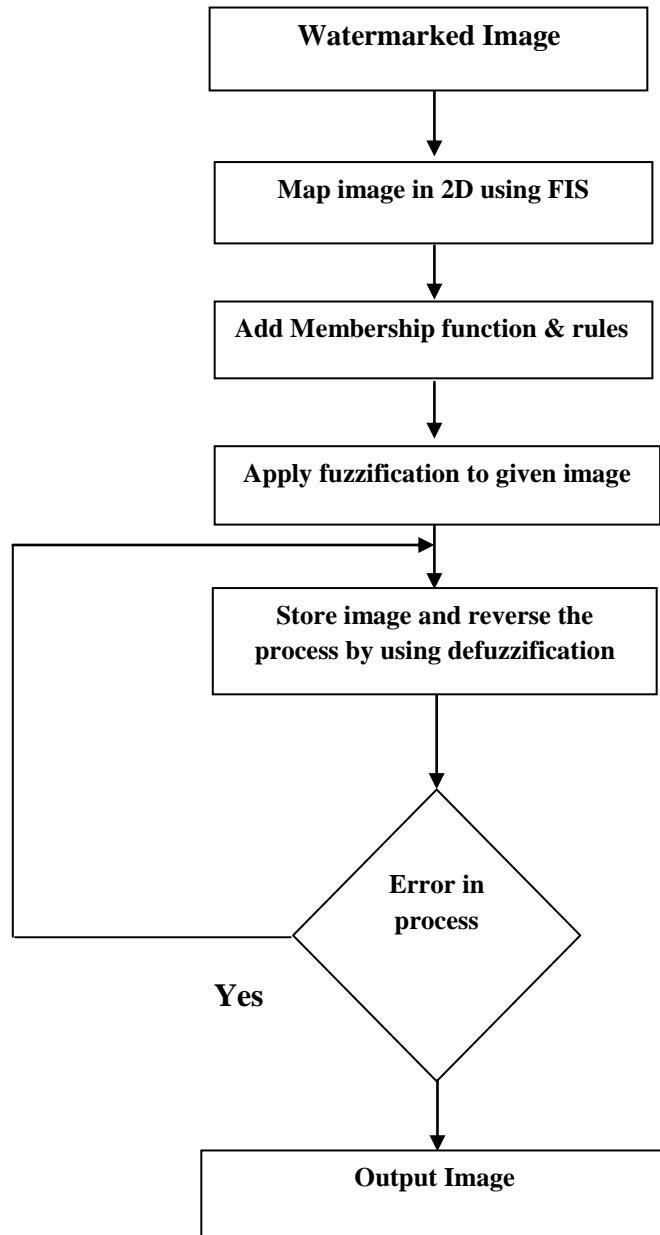 Watermarked Image
Map image in 2D using FIS
Add Membership function & rules
Apply fuzzification to given image
Store image and reverse the
process by using defuzzification
Error in
process
Yes
Output Image